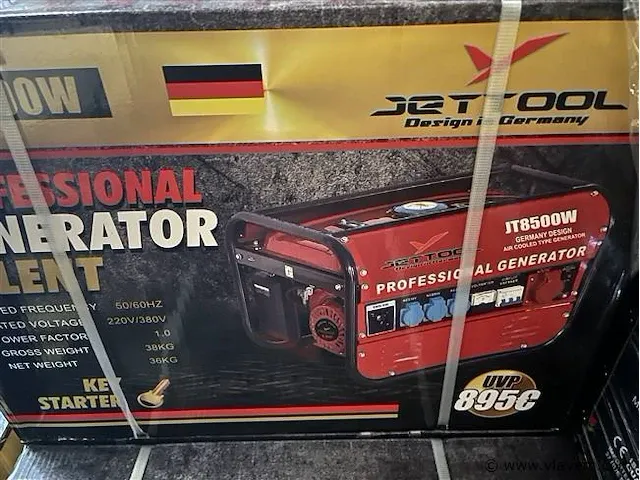 00W
JETTOOL
Design in Germany
FESSIONAL
NERATOR
LENT
ED FREQUENCY 50/60HZ
TED VOLTAGE 220V/380V
OWER FACTOR 1.0
GROSS WEIGHT 38KG
NET WEIGHT 36KG
KEY
STARTER
JT8500W
GERMANY DESIGN
AIR COOLED TYPE GENERATOR
JETTOOL
PROFESSIONAL GENERATOR
UVP
895€